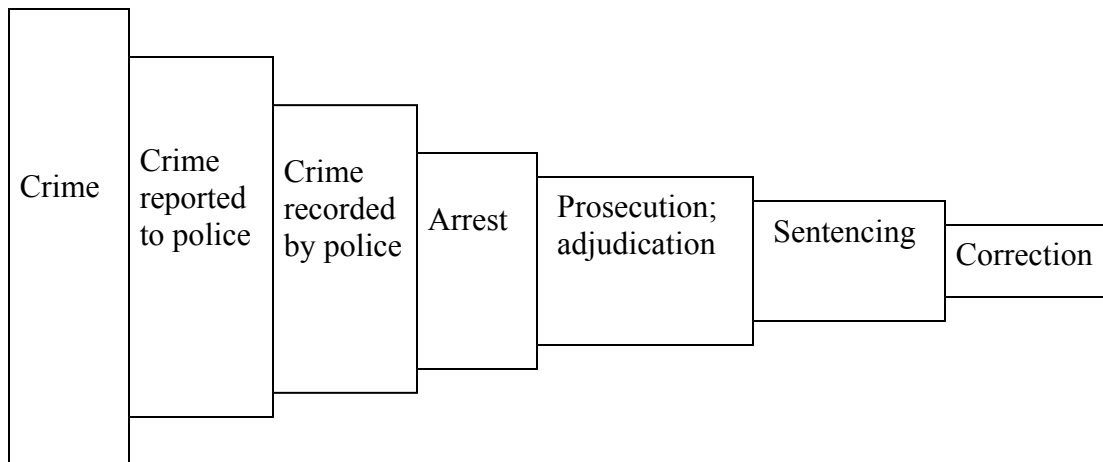 Crime
Crime
reported
to police
Crime
recorded
by police
Arrest
Prosecution;
adjudication
Sentencing
Correction